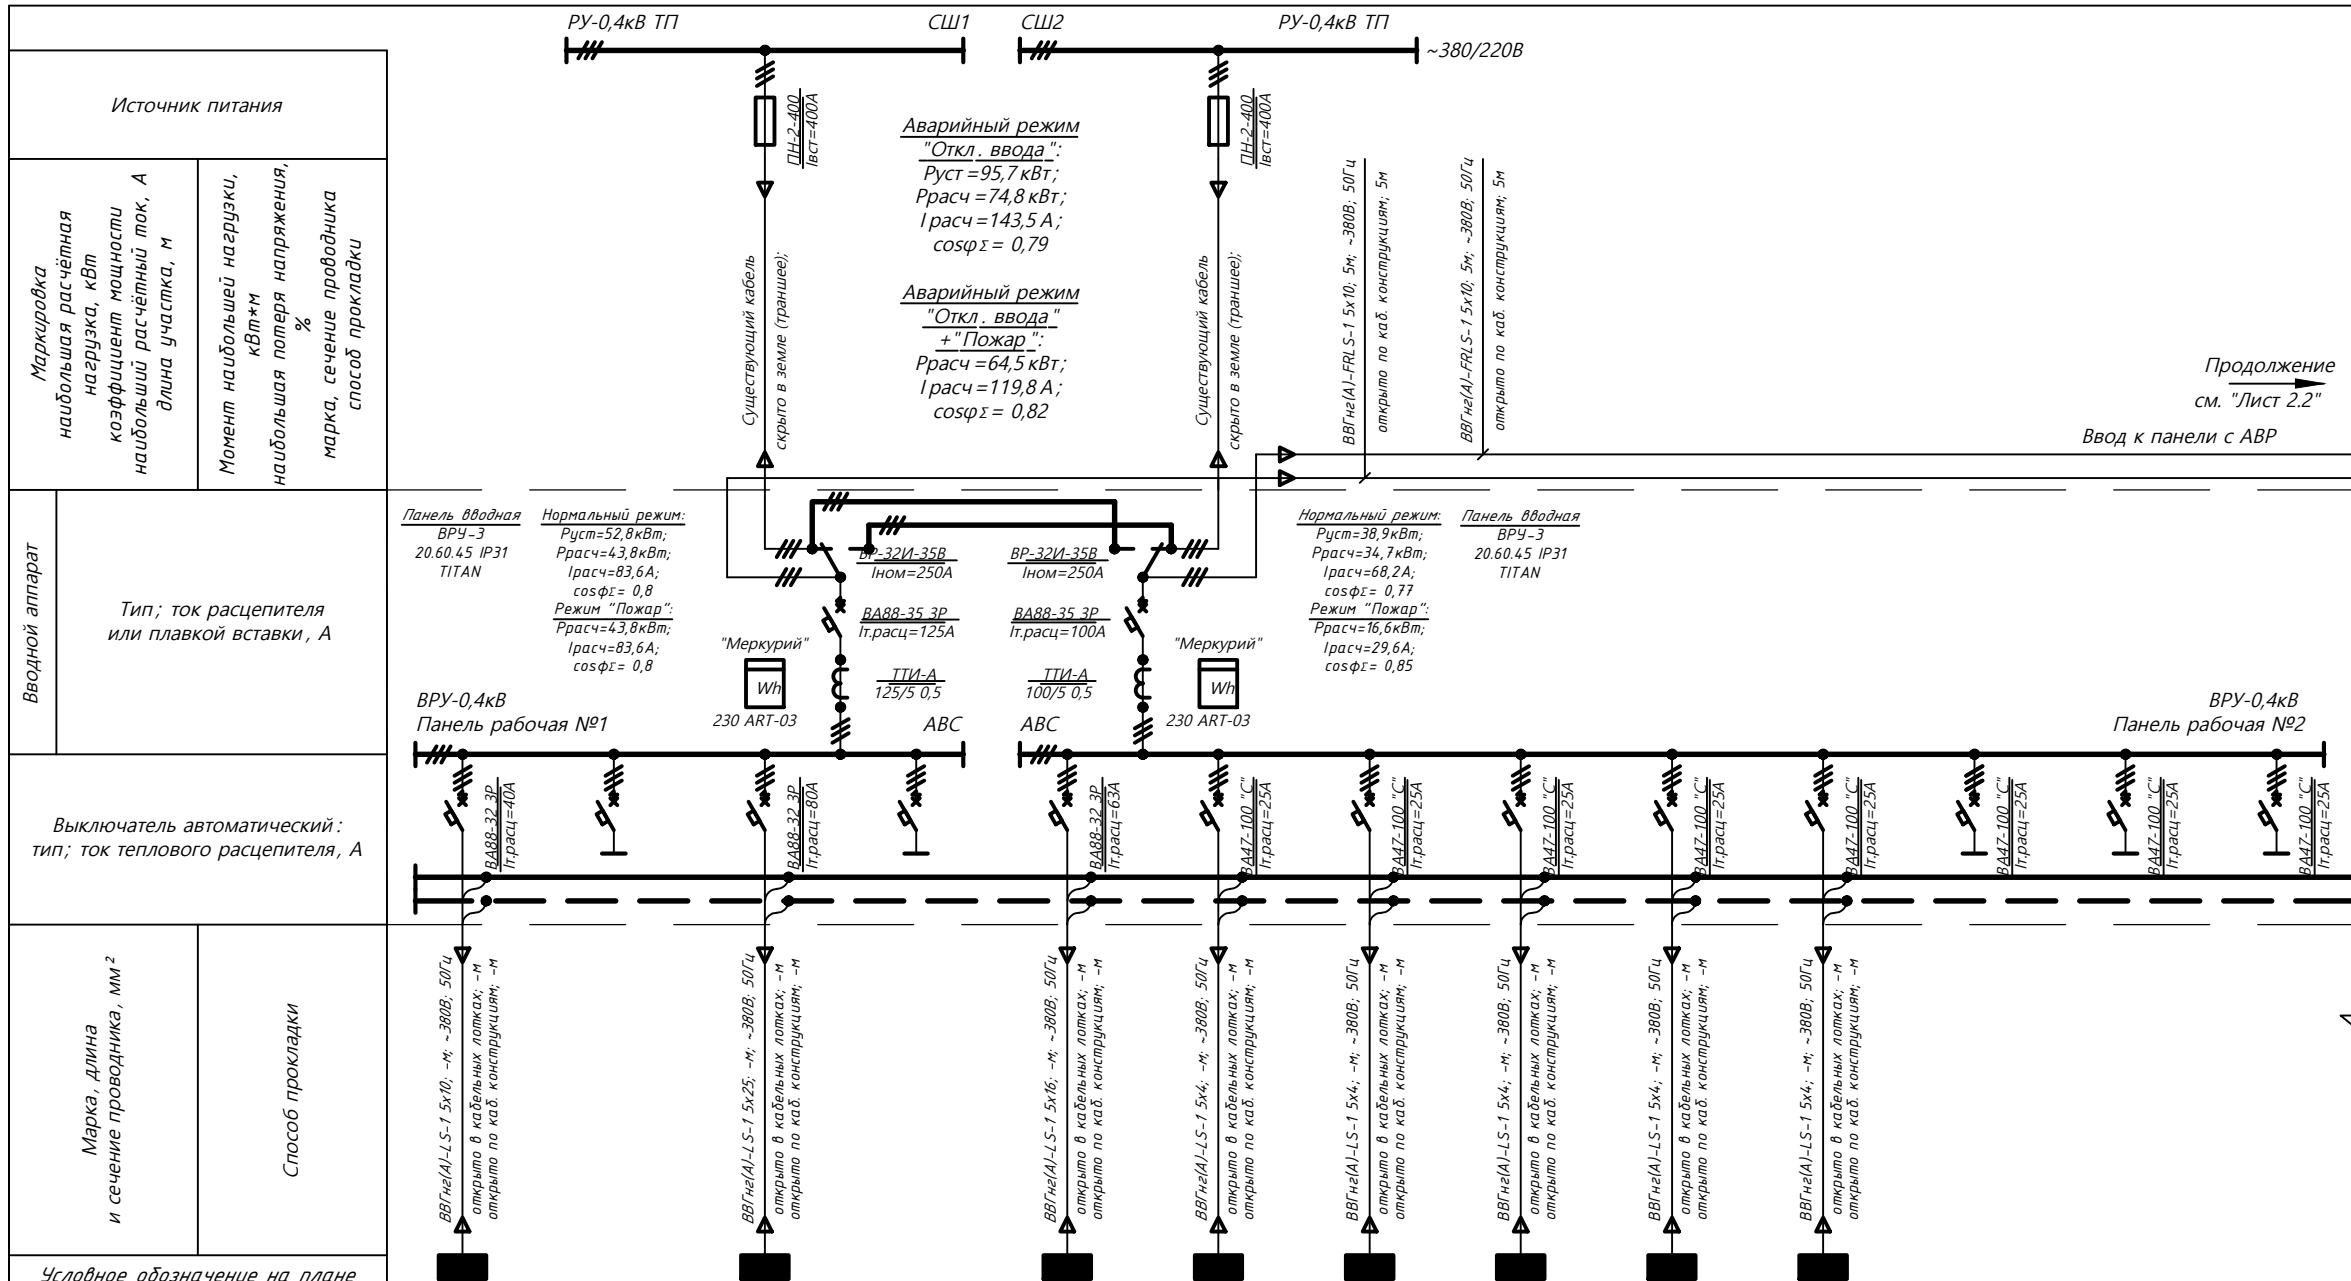 РУ-0,4кВ ТП
СШ1
СШ2
РУ-0,4кВ ТП
~380/220В
Источник питания
ПН-2-400
Iвст=400А
ПН-2-400
Iвст=400А
Аварийный режим
"Откл. ввода":
Руст=95,7 кВт;
Ррасч=74,8 кВт;
I расч=143,5 А;
cosφΣ= 0,79
Аварийный режим
"Откл. ввода"
+"Пожар":
Ррасч=64,5 кВт;
I расч=119,8 А;
cosφΣ= 0,82
Маркировка
наибольшая расчётная
нагрузка, кВт
коэффициент мощности
наибольший расчётный ток, А
длина участка, м
Момент наибольшей нагрузки,
кВт*м
наибольшая потеря напряжения,
%
марка, сечение проводника
способ прокладки
Существующий кабель
скрыто в земле (траншее);
Существующий кабель
скрыто в земле (траншее);
ВВГнг(А)-FRLS-1 5х10; 5м; ~380В; 50Гц
открыто по каб. конструкциям; 5м
ВВГнг(А)-FRLS-1 5х10; 5м; ~380В; 50Гц
открыто по каб. конструкциям; 5м
Продолжение
см. "Лист 2.2"
Ввод к панели с АВР
Вводной аппарат
Тип; ток расцепителя
или плавкой вставки, А
Панель вводная
ВРУ-3
20.60.45 IP31
TITAN
Нормальный режим:
Руст=52,8кВт;
Ррасч=43,8кВт;
Iрасч=83,6А;
cosφΣ= 0,8
Режим "Пожар":
Ррасч=43,8кВт;
Iрасч=83,6А;
cosφΣ= 0,8
ВР-32И-35В
Iном=250А
ВР-32И-35В
Iном=250А
Нормальный режим:
Руст=38,9кВт;
Ррасч=34,7кВт;
Iрасч=68,2А;
cosφΣ= 0,77
Режим "Пожар":
Ррасч=16,6кВт;
Iрасч=29,6А;
cosφΣ= 0,85
Панель вводная
ВРУ-3
20.60.45 IP31
TITAN
ВА88-35 3Р
Iт.расц=125А
ВА88-35 3Р
Iт.расц=100А
"Меркурий"
Wh
230 ART-03
ТТИ-А
125/5 0,5
ТТИ-А
100/5 0,5
"Меркурий"
Wh
230 ART-03
ВРУ-0,4кВ
Панель рабочая №1
АВС
АВС
ВРУ-0,4кВ
Панель рабочая №2
Выключатель автоматический:
тип; ток теплового расцепителя, А
ВА88-32 3Р
Iт.расц=40А
ВА88-32 3Р
Iт.расц=80А
ВА88-32 3Р
Iт.расц=63А
ВА47-100 "С"
Iт.расц=25А
ВА47-100 "С"
Iт.расц=25А
ВА47-100 "С"
Iт.расц=25А
ВА47-100 "С"
Iт.расц=25А
ВА47-100 "С"
Iт.расц=25А
ВА47-100 "С"
Iт.расц=25А
ВА47-100 "С"
Iт.расц=25А
ВА47-100 "С"
Iт.расц=25А
Марка, длина
и сечение проводника, мм²
Способ прокладки
ВВГнг(А)-LS-1 5х10; -м; ~380В; 50Гц
открыто в кабельных лотках; -м
открыто по каб. конструкциям; -м
ВВГнг(А)-LS-1 5х25; -м; ~380В; 50Гц
открыто в кабельных лотках; -м
открыто по каб. конструкциям; -м
ВВГнг(А)-LS-1 5х16; -м; ~380В; 50Гц
открыто в кабельных лотках; -м
открыто по каб. конструкциям; -м
ВВГнг(А)-LS-1 5х4; -м; ~380В; 50Гц
открыто в кабельных лотках; -м
открыто по каб. конструкциям; -м
ВВГнг(А)-LS-1 5х4; -м; ~380В; 50Гц
открыто в кабельных лотках; -м
открыто по каб. конструкциям; -м
ВВГнг(А)-LS-1 5х4; -м; ~380В; 50Гц
открыто в кабельных лотках; -м
открыто по каб. конструкциям; -м
ВВГнг(А)-LS-1 5х4; -м; ~380В; 50Гц
открыто в кабельных лотках; -м
открыто по каб. конструкциям; -м
ВВГнг(А)-LS-1 5х4; -м; ~380В; 50Гц
открыто в кабельных лотках; -м
открыто по каб. конструкциям; -м
Условное обозначение на плане